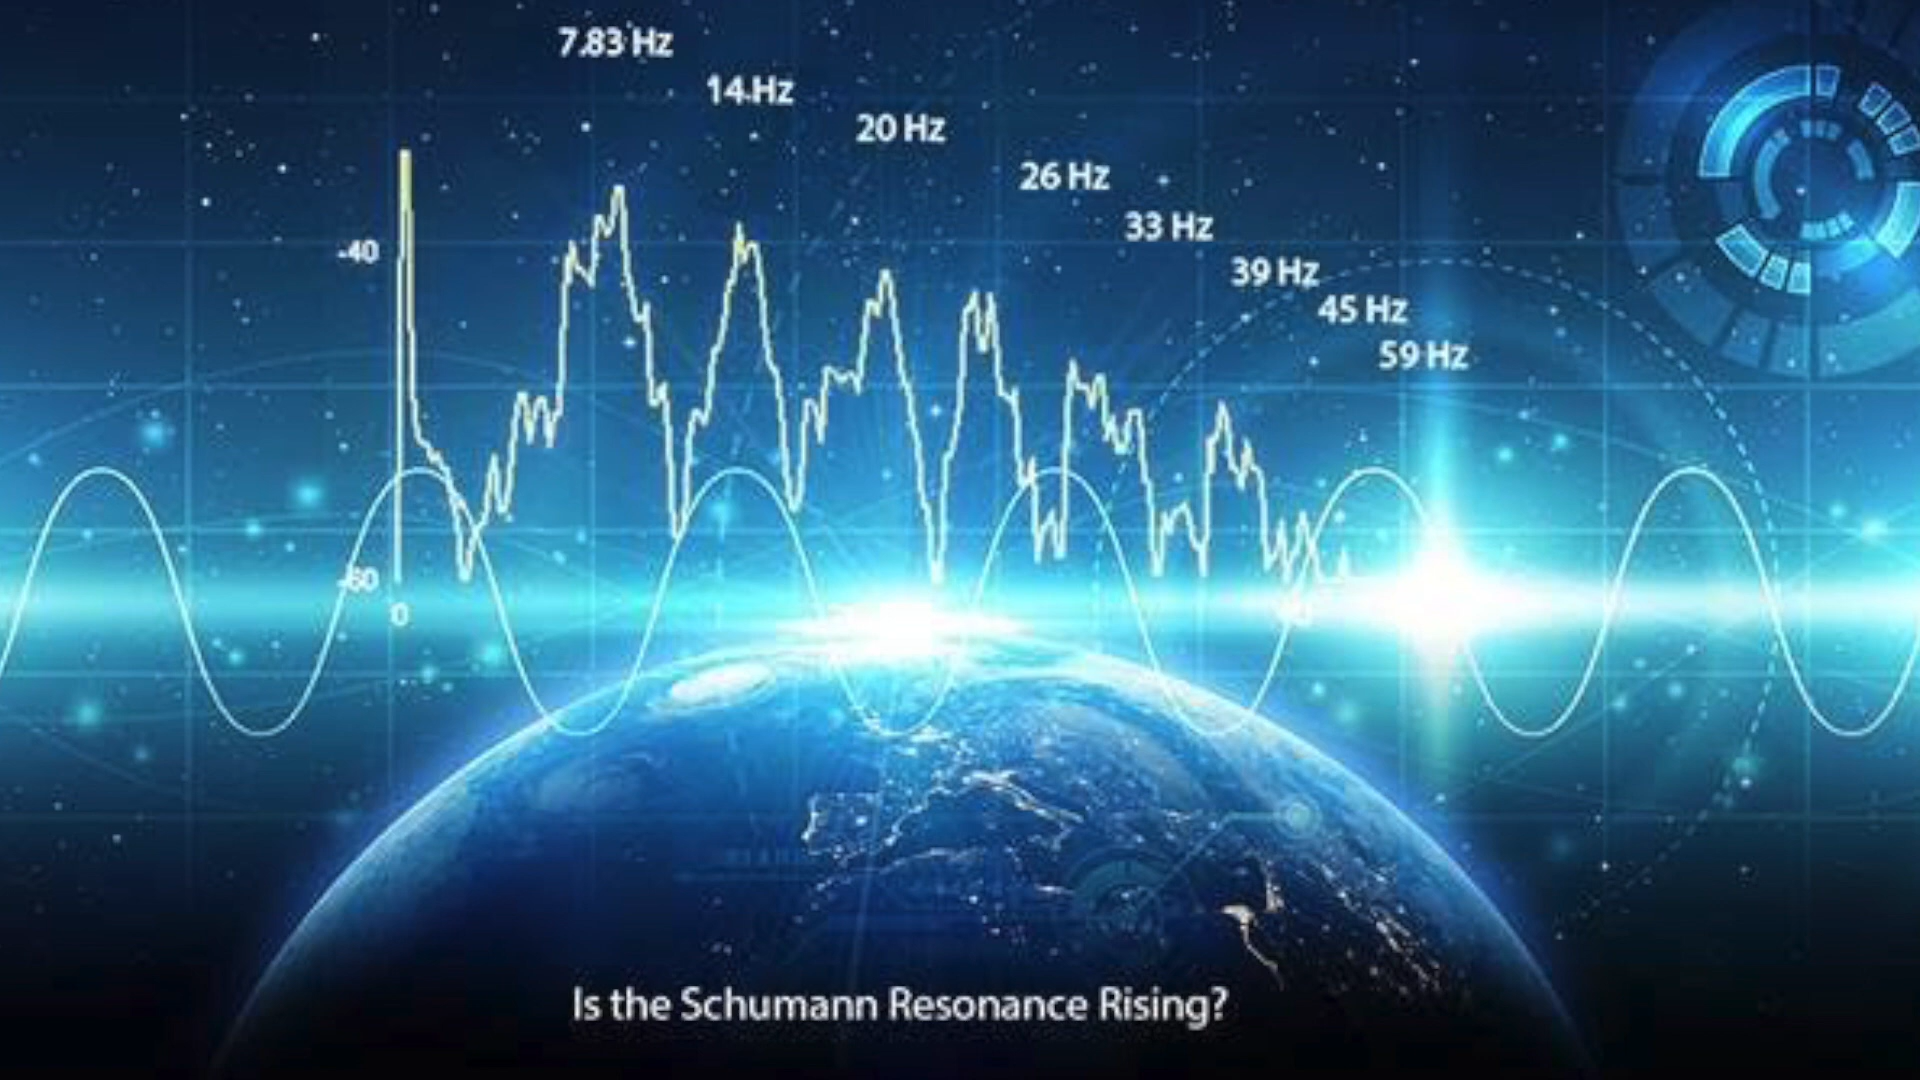 7.83 Hz
14 Hz
20 Hz
26 Hz
33 Hz
39 Hz
45 Hz
59 Hz
-40
-60
0
Is the Schumann Resonance Rising?